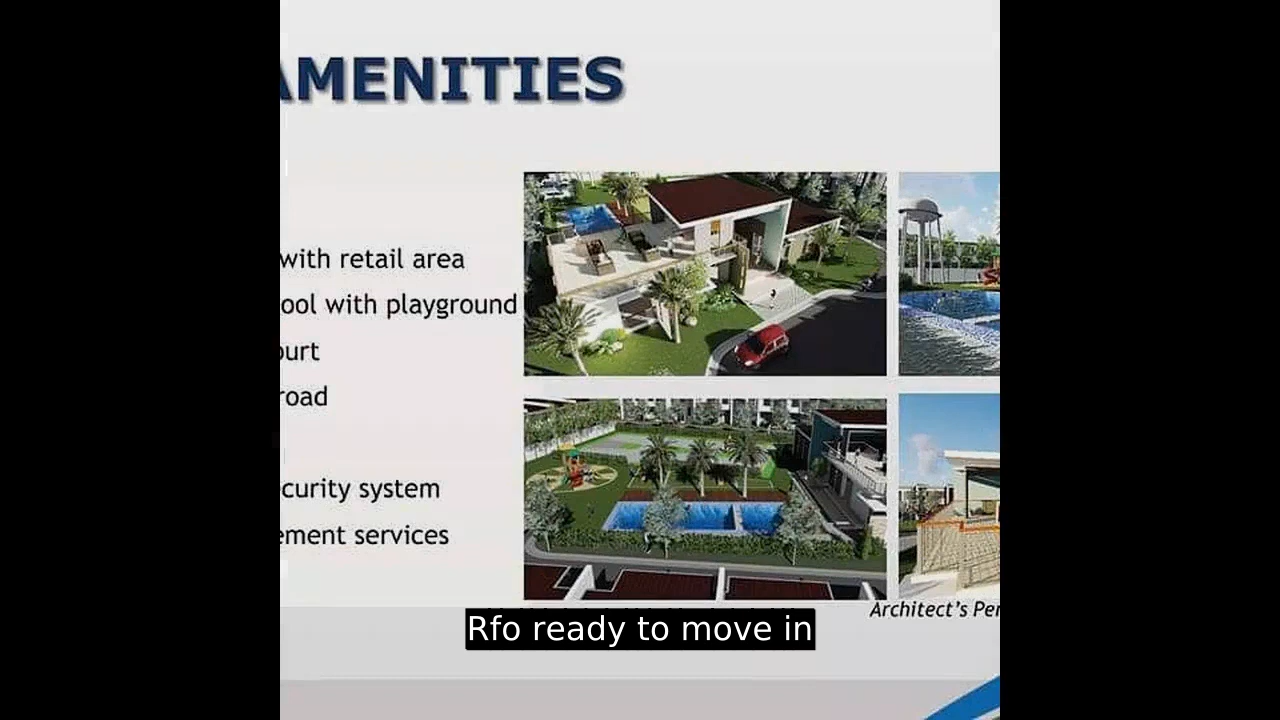 AMENITIES
with retail area
ool with playground
ourt
road
curity system
ement services
Architect's Per
Rfo ready to move in